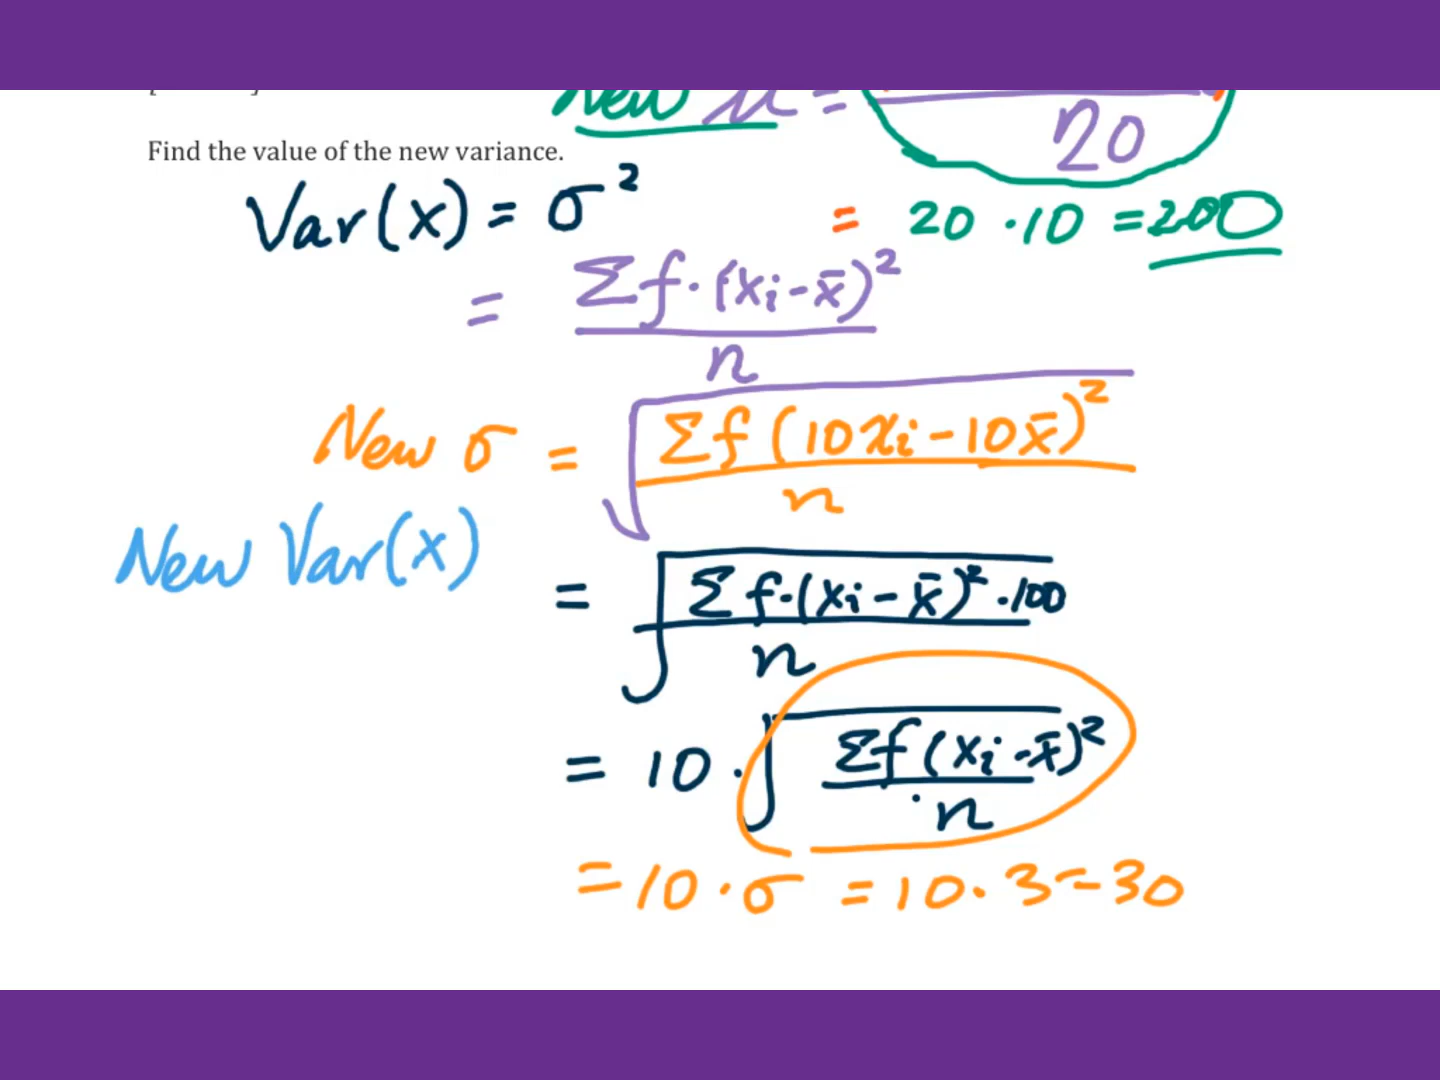 New μ =
20
Find the value of the new variance.
Var(x) = σ²
= 20 · 10 = 200
= Σf·(xᵢ-x̄)²
n
New σ = √Σf(10xᵢ-10x̄)²
n
New Var(x)
= √Σf·(xᵢ-x̄)²·100
n
= 10 · √Σf(xᵢ-x̄)²
n
= 10 · σ = 10 · 3 = 30